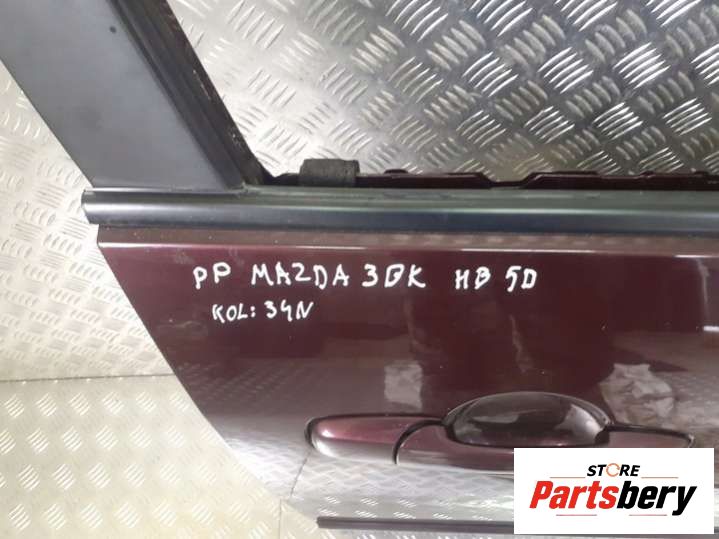 PP MAZDA 3BK HB 5D
KOL: 34N
STORE
Partsbery